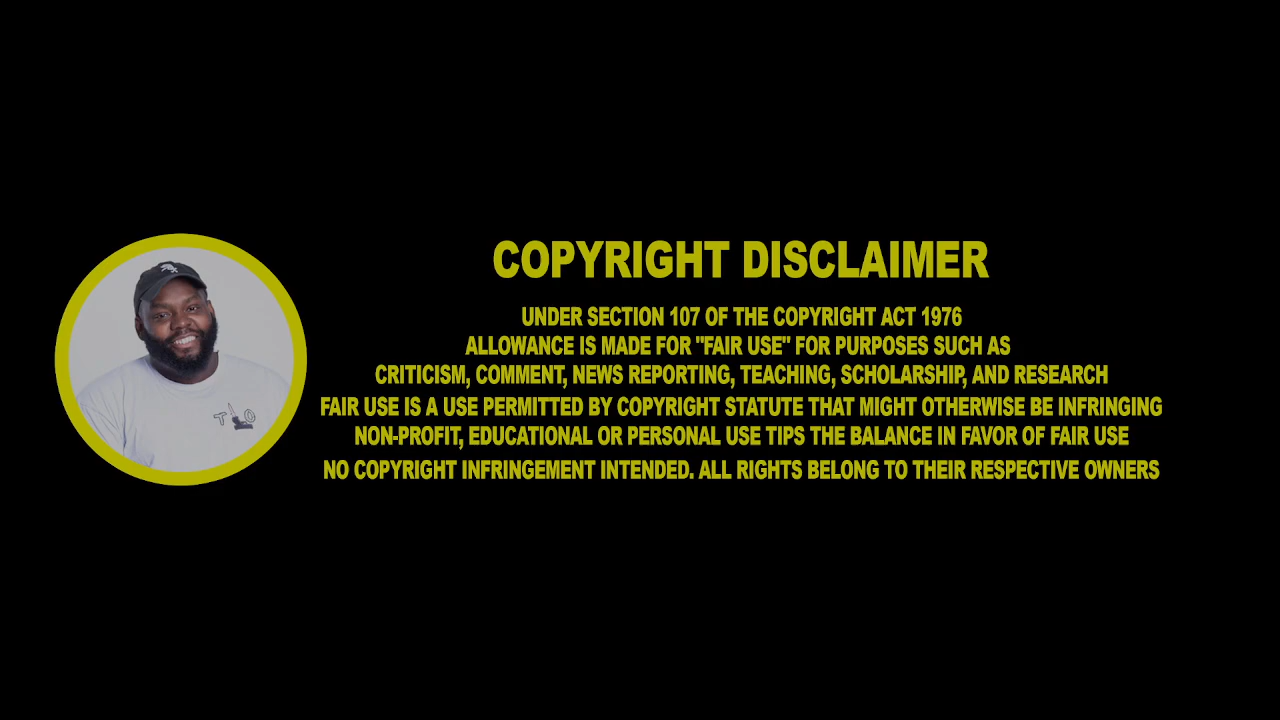 COPYRIGHT DISCLAIMER
UNDER SECTION 107 OF THE COPYRIGHT ACT 1976
ALLOWANCE IS MADE FOR "FAIR USE" FOR PURPOSES SUCH AS
CRITICISM, COMMENT, NEWS REPORTING, TEACHING, SCHOLARSHIP, AND RESEARCH
FAIR USE IS A USE PERMITTED BY COPYRIGHT STATUTE THAT MIGHT OTHERWISE BE INFRINGING
NON-PROFIT, EDUCATIONAL OR PERSONAL USE TIPS THE BALANCE IN FAVOR OF FAIR USE
NO COPYRIGHT INFRINGEMENT INTENDED. ALL RIGHTS BELONG TO THEIR RESPECTIVE OWNERS